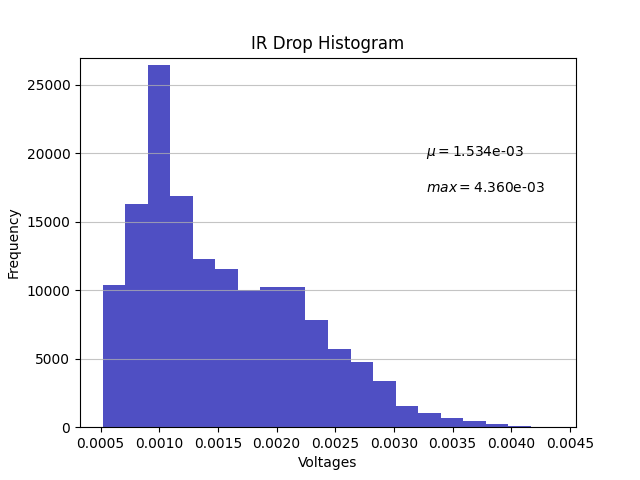 IR Drop Histogram
25000
20000
15000
10000
5000
0
Frequency
μ = 1.534e-03
max = 4.360e-03
0.0005 0.0010 0.0015 0.0020 0.0025 0.0030 0.0035 0.0040 0.0045
Voltages